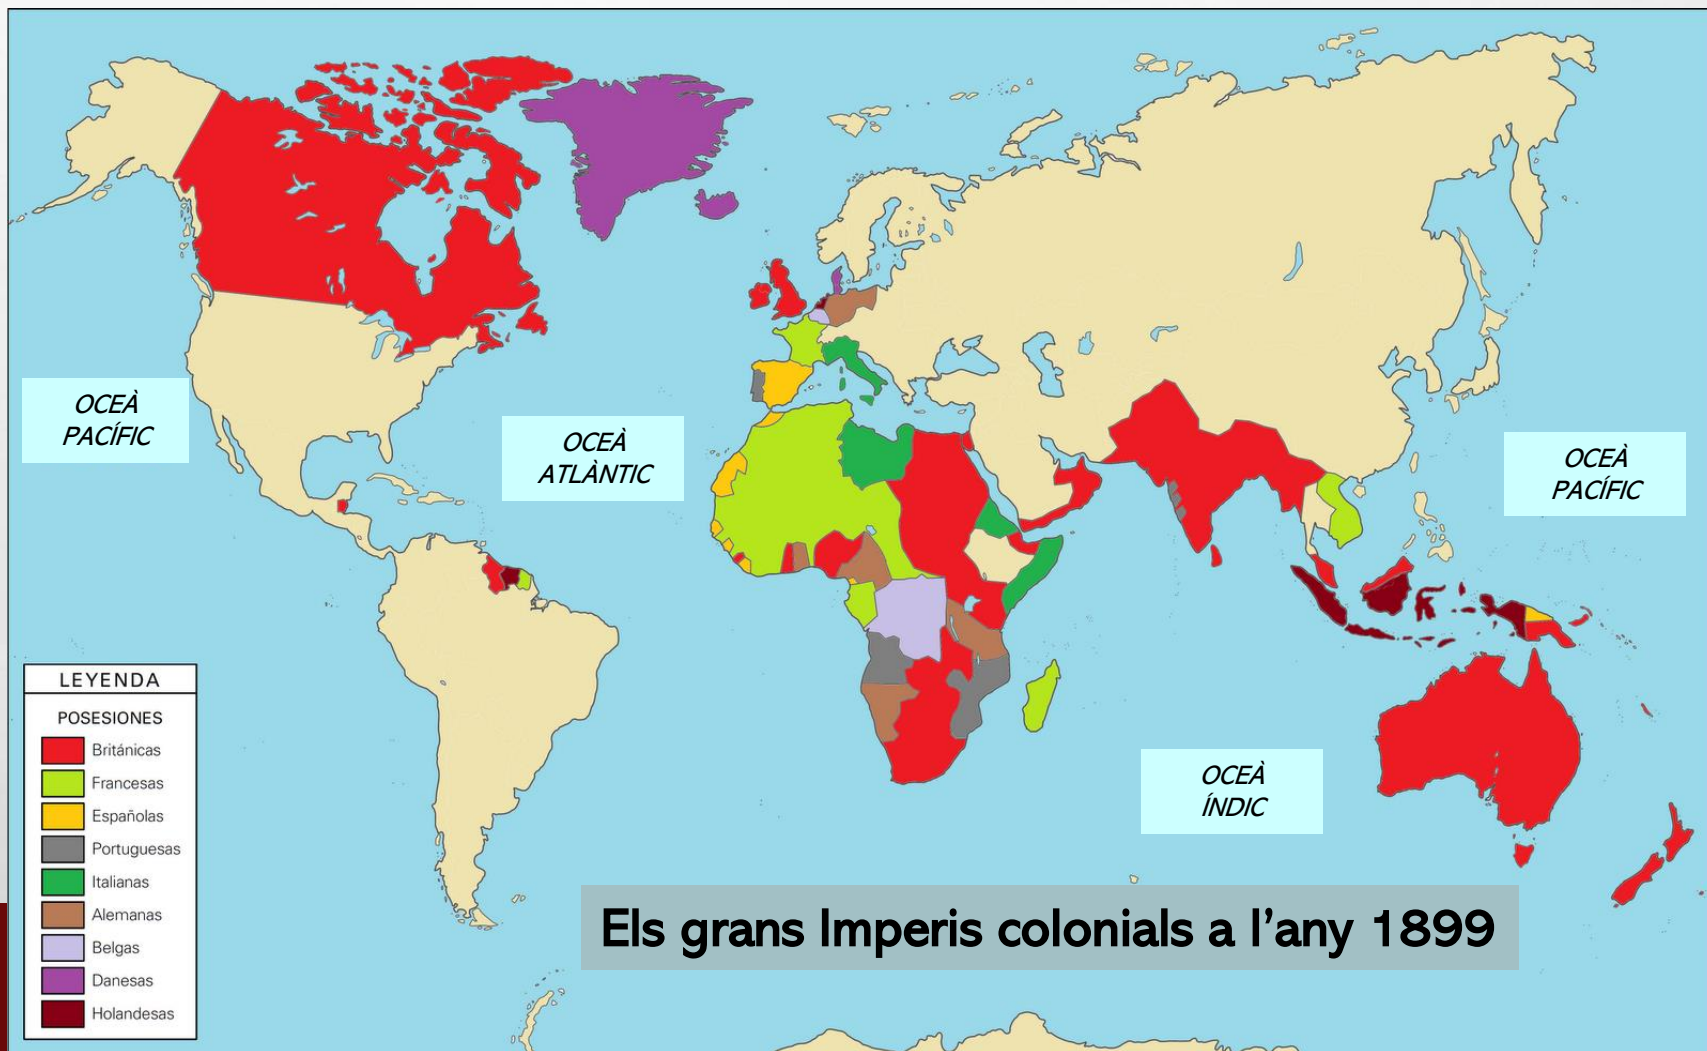 OCEÀ
PACÍFIC
OCEÀ
ATLÀNTIC
OCEÀ
PACÍFIC
OCEÀ
ÍNDIC
LEYENDA
POSESIONES
Británicas
Francesas
Españolas
Portuguesas
Italianas
Alemanas
Belgas
Danesas
Holandesas
Els grans Imperis colonials a l’any 1899